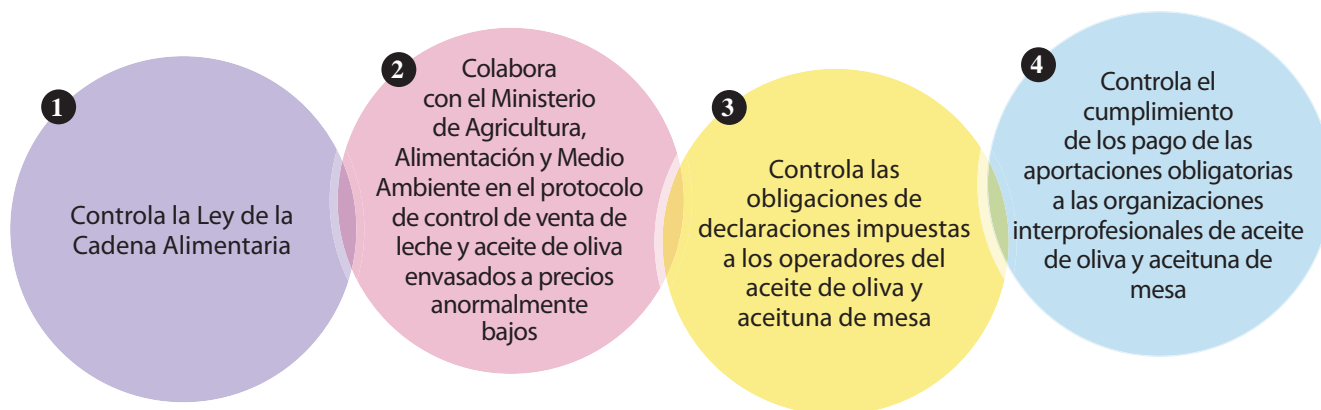 1
Controla la Ley de la
Cadena Alimentaria
2
Colabora
con el Ministerio
de Agricultura,
Alimentación y Medio
Ambiente en el protocolo
de control de venta de
leche y aceite de oliva
envasados a precios
anormalmente
bajos
3
Controla las
obligaciones de
declaraciones impuestas
a los operadores del
aceite de oliva y
aceituna de mesa
4
Controla el
cumplimiento
de los pago de las
aportaciones obligatorias
a las organizaciones
interprofesionales de aceite
de oliva y aceituna de
mesa